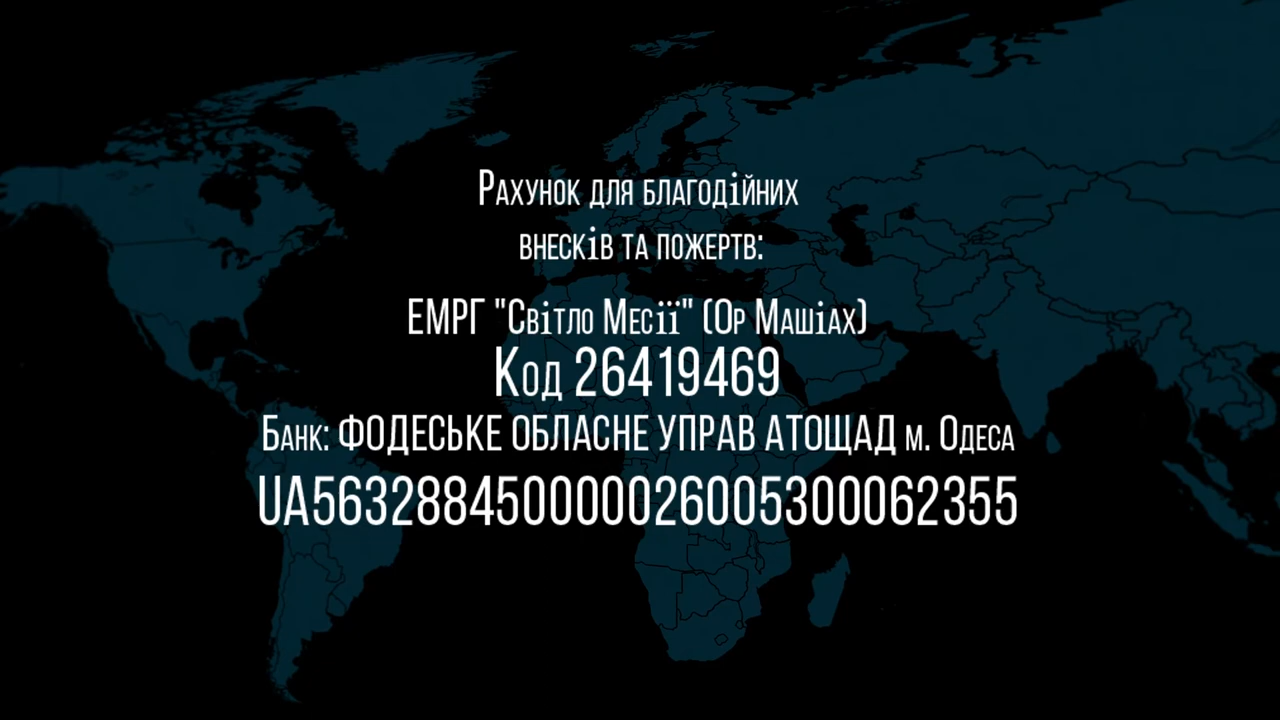 Рахунок для благодійних
внесків та пожертв:
ЕМРГ "Світло Месії" (Ор Машіах)
Код 26419469
Банк: ФОДЕСЬКЕ ОБЛАСНЕ УПРАВ АТОЩАД м. Одеса
UA563288450000026005300062355